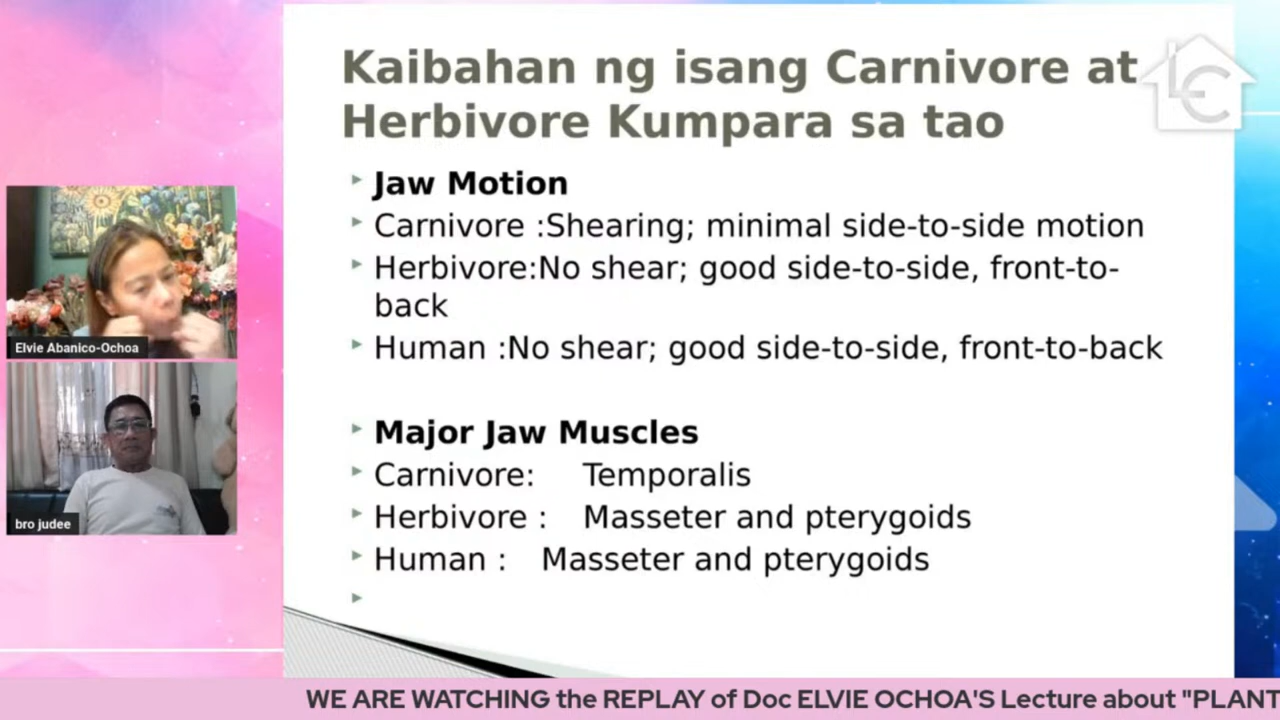 Kaibahan ng isang Carnivore at
Herbivore Kumpara sa tao
LEC
Jaw Motion
Carnivore :Shearing; minimal side-to-side motion
Herbivore:No shear; good side-to-side, front-to-
back
Human :No shear; good side-to-side, front-to-back
Major Jaw Muscles
Carnivore: Temporalis
Herbivore : Masseter and pterygoids
Human : Masseter and pterygoids
Elvie Abanico-Ochoa
bro judee
WE ARE WATCHING the REPLAY of Doc ELVIE OCHOA'S Lecture about "PLANT